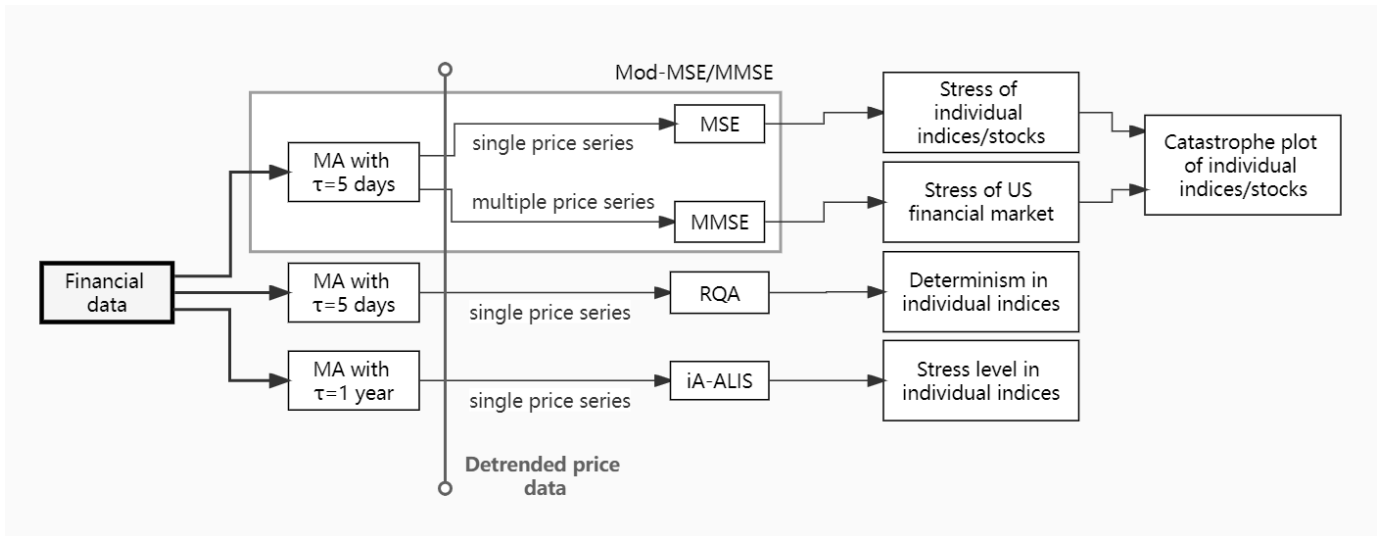 Mod-MSE/MMSE
Financial
data
MA with
τ=5 days
single price series
multiple price series
MSE
MMSE
Stress of
individual
indices/stocks
Stress of US
financial market
Catastrophe plot
of individual
indices/stocks
MA with
τ=5 days
single price series
RQA
Determinism in
individual indices
MA with
τ=1 year
single price series
iA-ALIS
Stress level in
individual indices
Detrended price
data